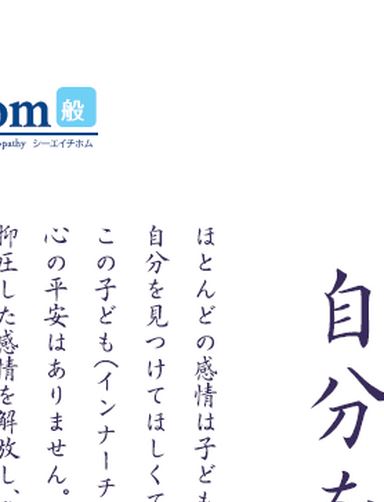 om 般
pathy シーエイチホム
自分を
ほとんどの感情は子ども
自分を見つけてほしくて
この子ども(インナーチ
心の平安はありません。
抑圧した感情を解放し、